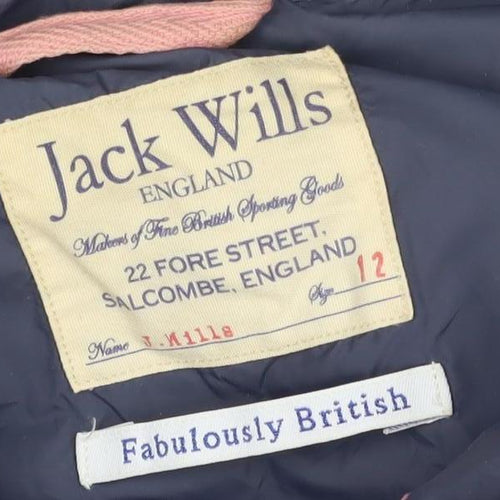 Jack Wills
ENGLAND
Makers of Fine British Sporting Goods
22 FORE STREET,
SALCOMBE, ENGLAND
Name J.Wills Size 12
Fabulously British